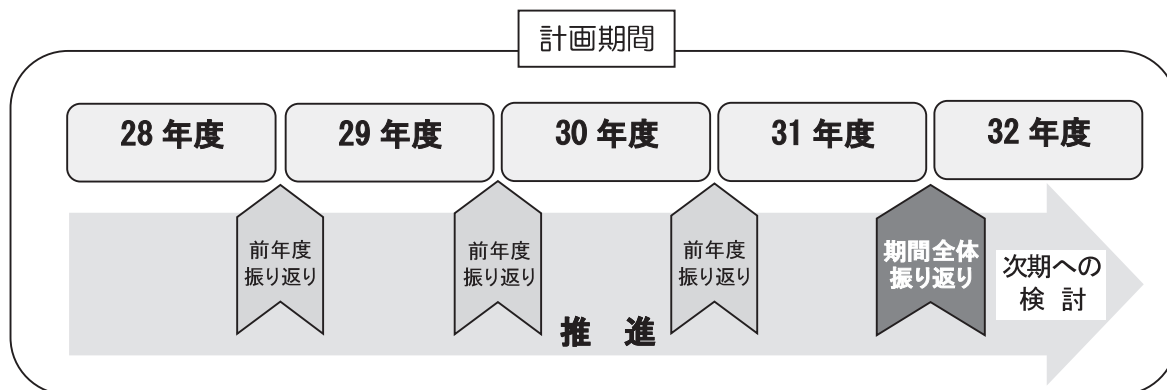 計画期間
28 年度
29 年度
30 年度
31 年度
32 年度
前年度
振り返り
前年度
振り返り
前年度
振り返り
期間全体
振り返り
次期への
検 討
推 進